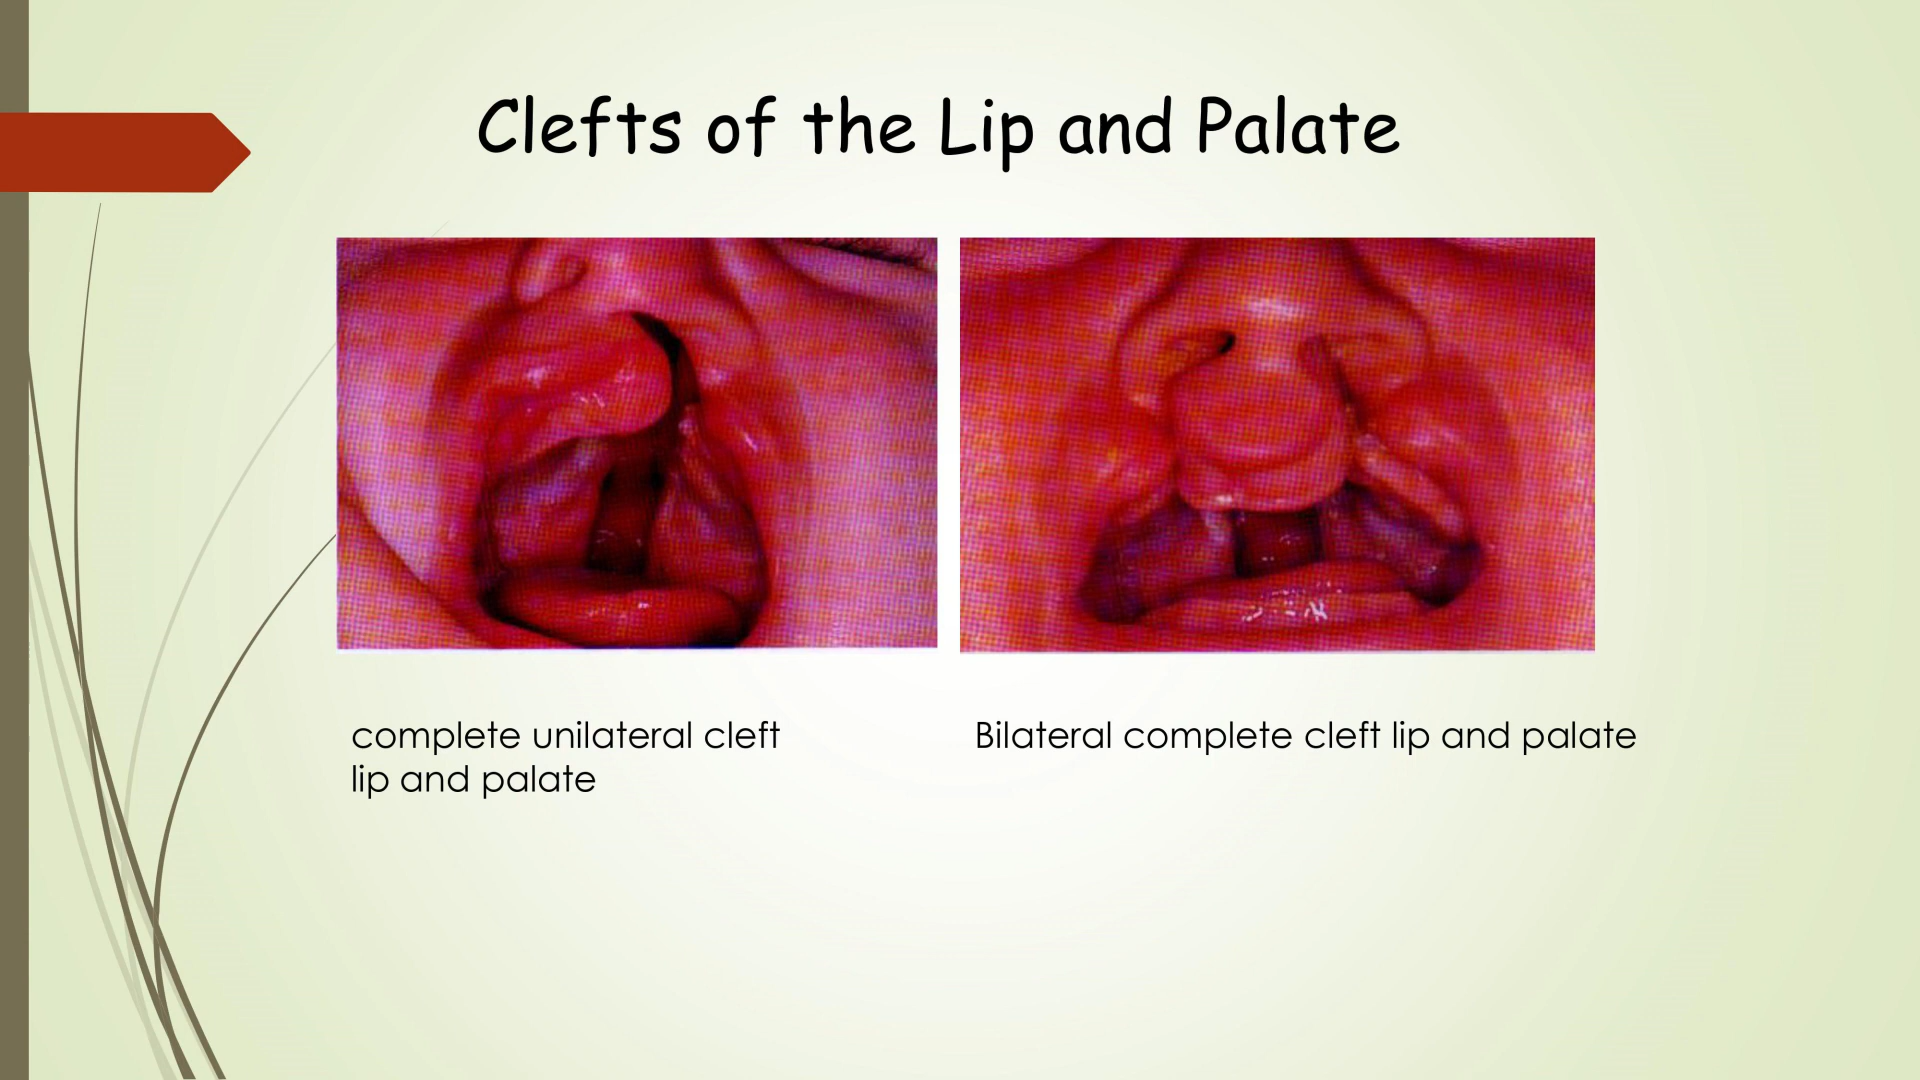 Clefts of the Lip and Palate
complete unilateral cleft
lip and palate
Bilateral complete cleft lip and palate